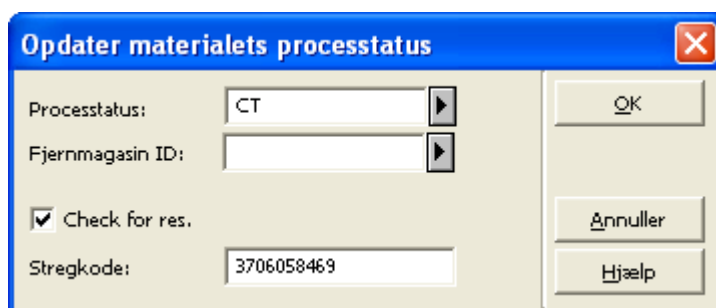 Opdater materialets processtatus
Processtatus: CT
OK
Fjernmagasin ID:
Check for res.
Annuller
Stregkode: 3706058469
Hjælp